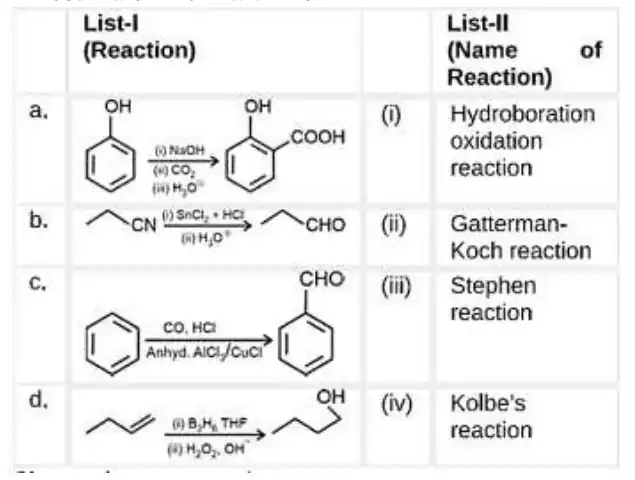 List-I
(Reaction)
List-II
(Name of
Reaction)
a.
OH
OH
COOH
(i) NaOH
(ii) CO₂
(iii) H₃O⁺
(i)
Hydroboration
oxidation
reaction
b.
CN
(i) SnCl₂ + HCl
(ii) H₃O⁺
CHO
(ii)
Gatterman-
Koch reaction
c.
CHO
CO, HCl
Anhyd. AlCl₃/CuCl
(iii)
Stephen
reaction
d.
OH
(i) B₂H₆ THF
(ii) H₂O₂, OH⁻
(iv)
Kolbe's
reaction